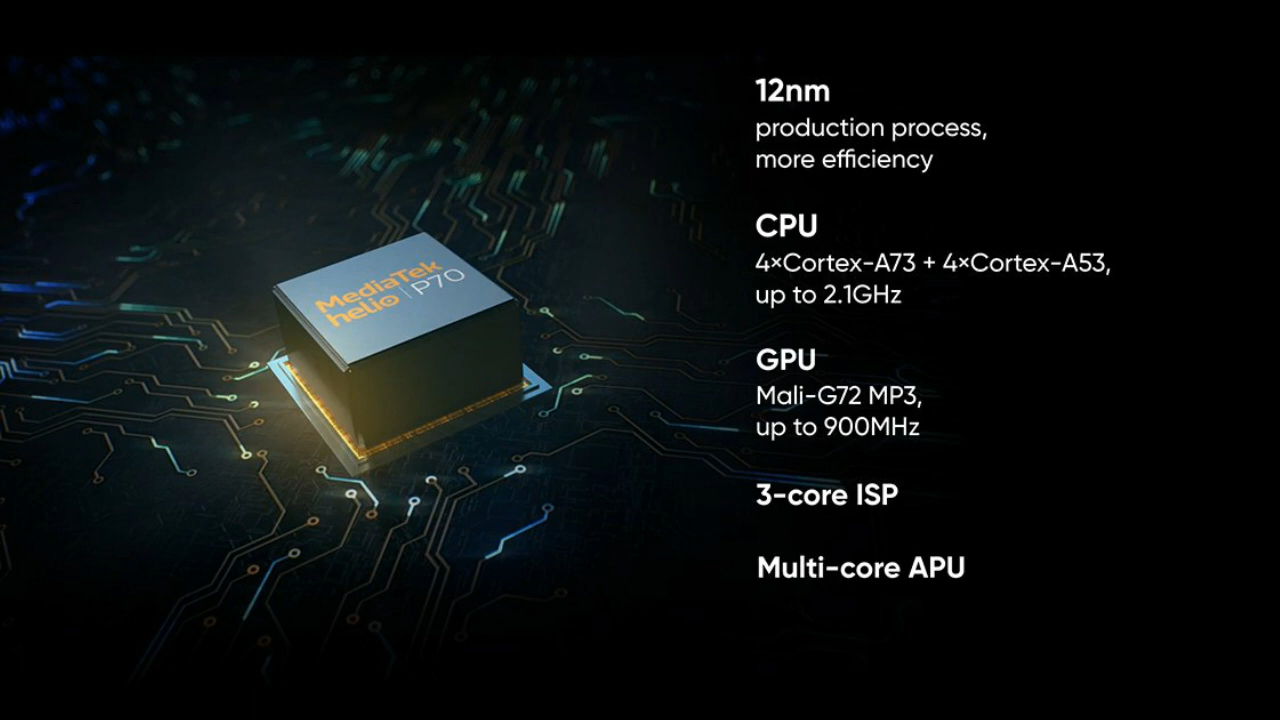 MediaTek
helio | P70
12nm
production process,
more efficiency
CPU
4×Cortex-A73 + 4×Cortex-A53,
up to 2.1GHz
GPU
Mali-G72 MP3,
up to 900MHz
3-core ISP
Multi-core APU